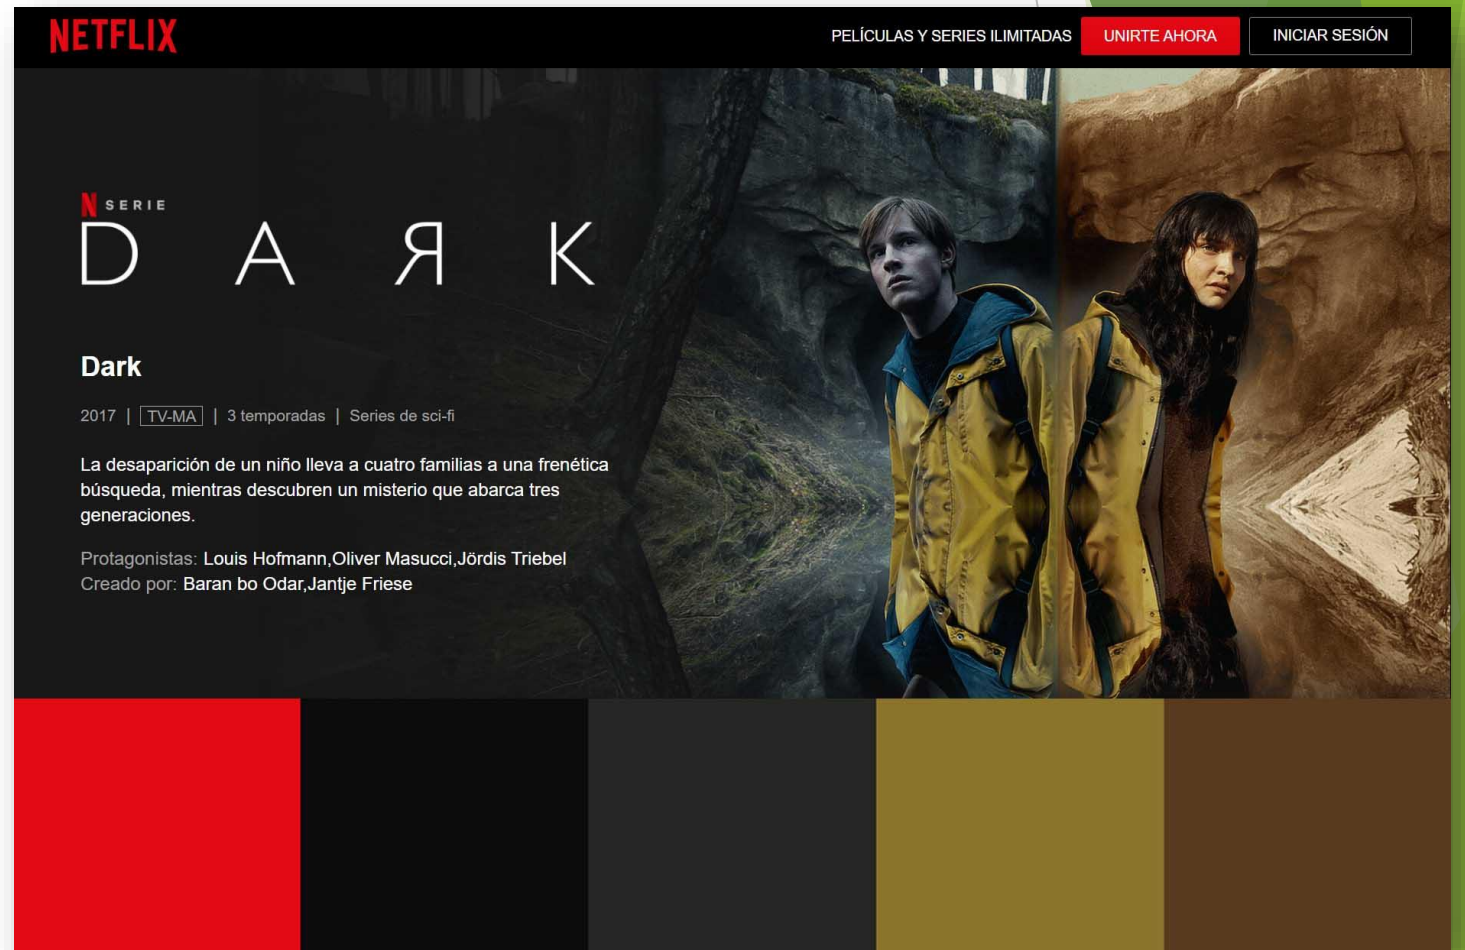 NETFLIX
PELÍCULAS Y SERIES ILIMITADAS UNIRTE AHORA INICIAR SESIÓN
N SERIE
DAЯK
Dark
2017 | TV-MA | 3 temporadas | Series de sci-fi
La desaparición de un niño lleva a cuatro familias a una frenética
búsqueda, mientras descubren un misterio que abarca tres
generaciones.
Protagonistas: Louis Hofmann,Oliver Masucci,Jördis Triebel
Creado por: Baran bo Odar,Jantje Friese